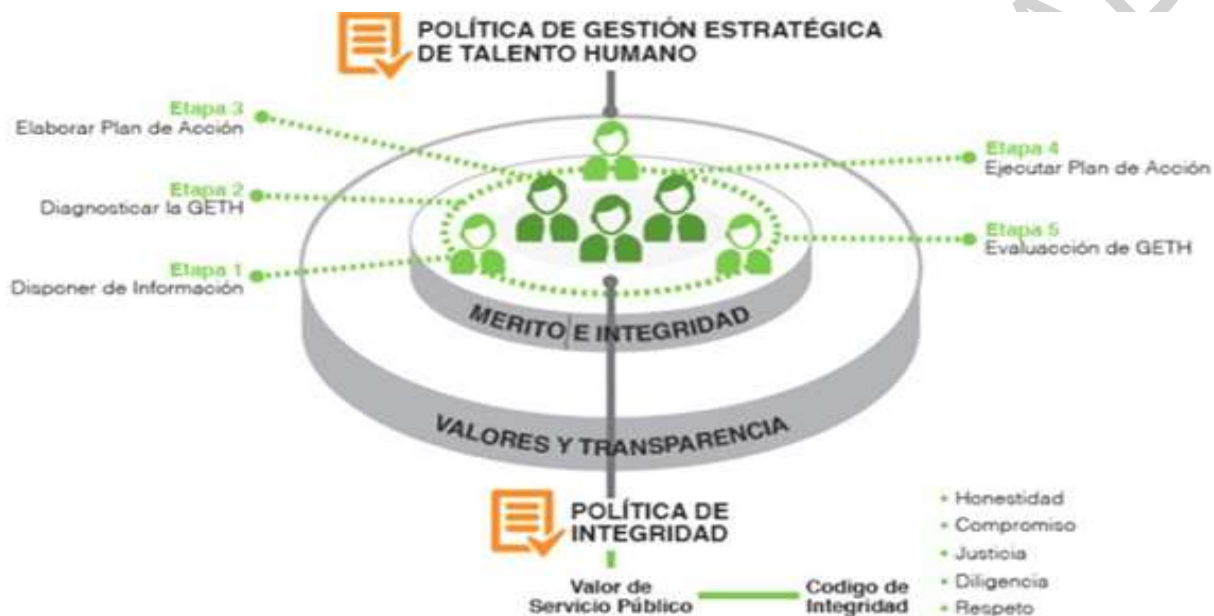 POLÍTICA DE GESTIÓN ESTRATÉGICA
DE TALENTO HUMANO
Etapa 3
Elaborar Plan de Acción
Etapa 4
Ejecutar Plan de Acción
Etapa 2
Diagnosticar la GETH
Etapa 5
Evaluacción de GETH
Etapa 1
Disponer de Información
MERITO E INTEGRIDAD
VALORES Y TRANSPARENCIA
POLÍTICA DE
INTEGRIDAD
Valor de
Servicio Público
Codigo de
Integridad
• Honestidad
• Compromiso
• Justicia
• Diligencia
• Respeto